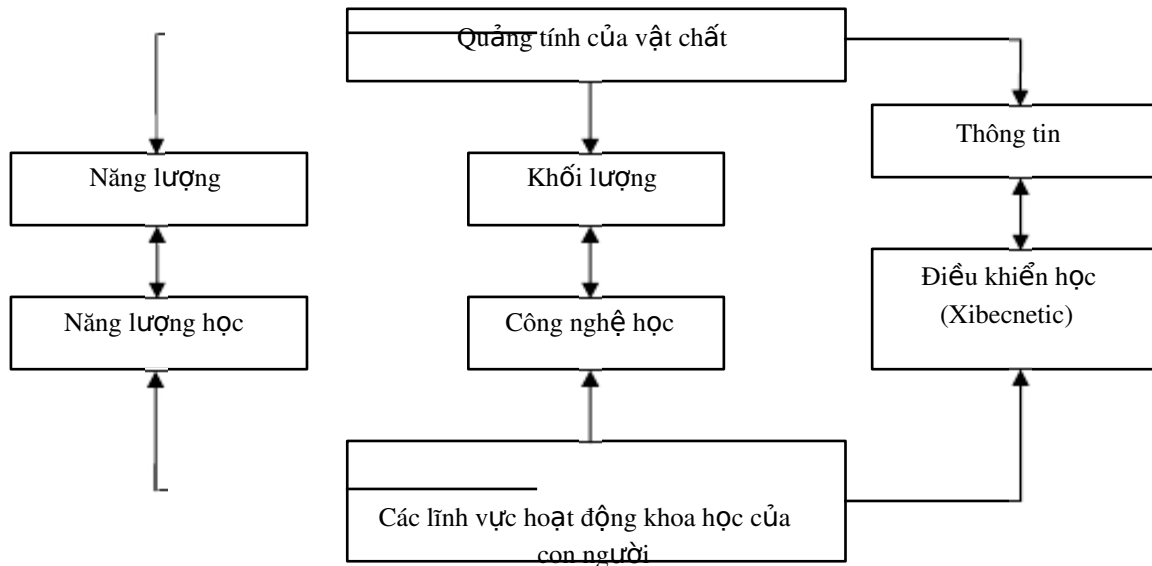 Quảng tính của vật chất
Thông tin
Năng lượng
Khối lượng
Điều khiển học
(Xibecnetic)
Năng lượng học
Công nghệ học
Các lĩnh vực hoạt động khoa học của
con người